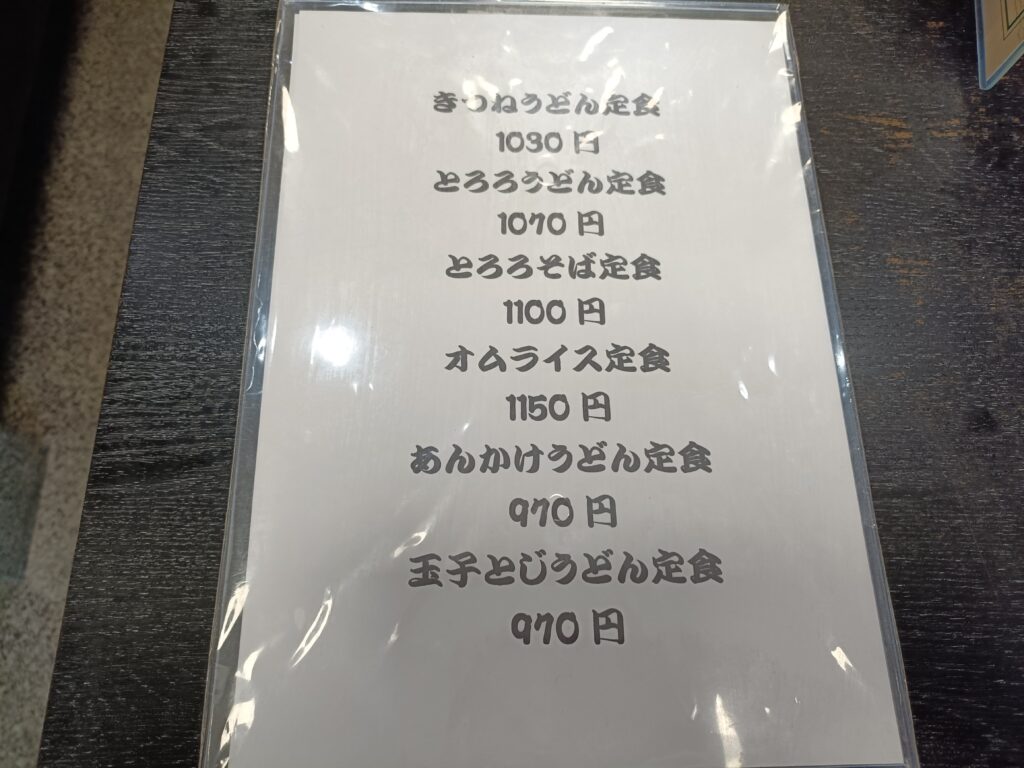 きつねうどん定食
1030円
とろろうどん定食
1070円
とろろそば定食
1100円
オムライス定食
1150円
あんかけうどん定食
970円
玉子とじうどん定食
970円